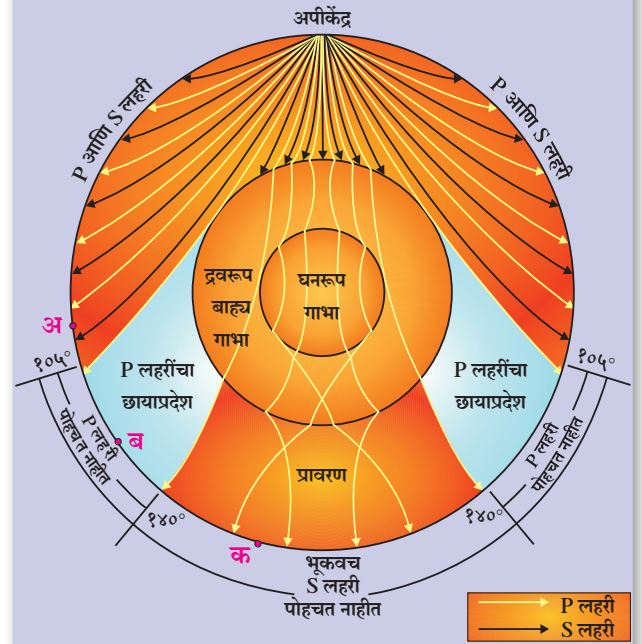 अपीकेंद्र
P आणि S लहरी
P आणि S लहरी
द्रवरूप
बाह्य
गाभा
घनरूप
गाभा
अ
१०५°
१०५°
P लहरींचा
छायाप्रदेश
P लहरींचा
छायाप्रदेश
P लहरी
पोहचत नाहीत
P लहरी
पोहचत नाहीत
ब
प्रावरण
१४०°
१४०°
क
भूकवच
S लहरी
पोहचत नाहीत
P लहरी
S लहरी